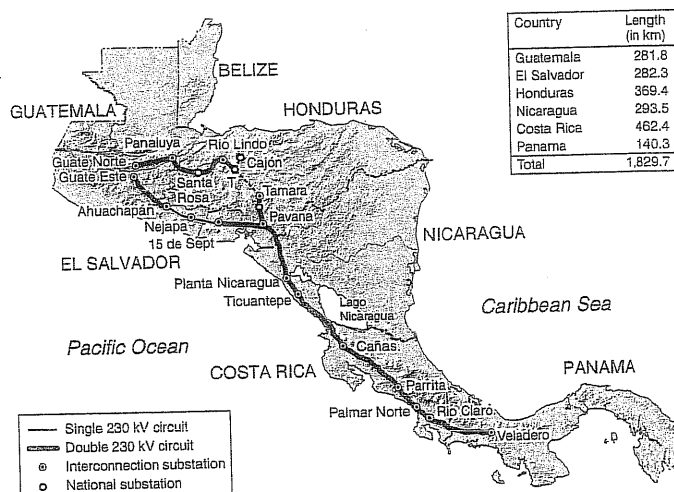 Country Length
(in km)
Guatemala 281.8
El Salvador 282.3
Honduras 369.4
Nicaragua 293.5
Costa Rica 462.4
Panama 140.3
Total 1,829.7
BELIZE
GUATEMALA
HONDURAS
Panaluya
Rio Lindo
Guate Norte
Cajón
Guate Este
Santa
Rosa
T.
Tamara
Ahuachapán
Pavana
Nejapa
15 de Sept
NICARAGUA
EL SALVADOR
Planta Nicaragua
Ticuantepe
Lago
Nicaragua
Caribbean Sea
Pacific Ocean
Cañas
COSTA RICA
PANAMA
Parrita
Palmar Norte
Rio Claro
Veladero
Single 230 kV circuit
Double 230 kV circuit
Interconnection substation
National substation